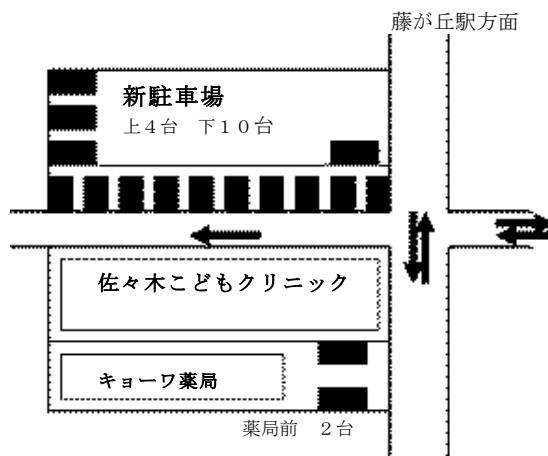 藤が丘駅方面
新駐車場
上４台　下１０台
佐々木こどもクリニック
キョーワ薬局
薬局前　２台